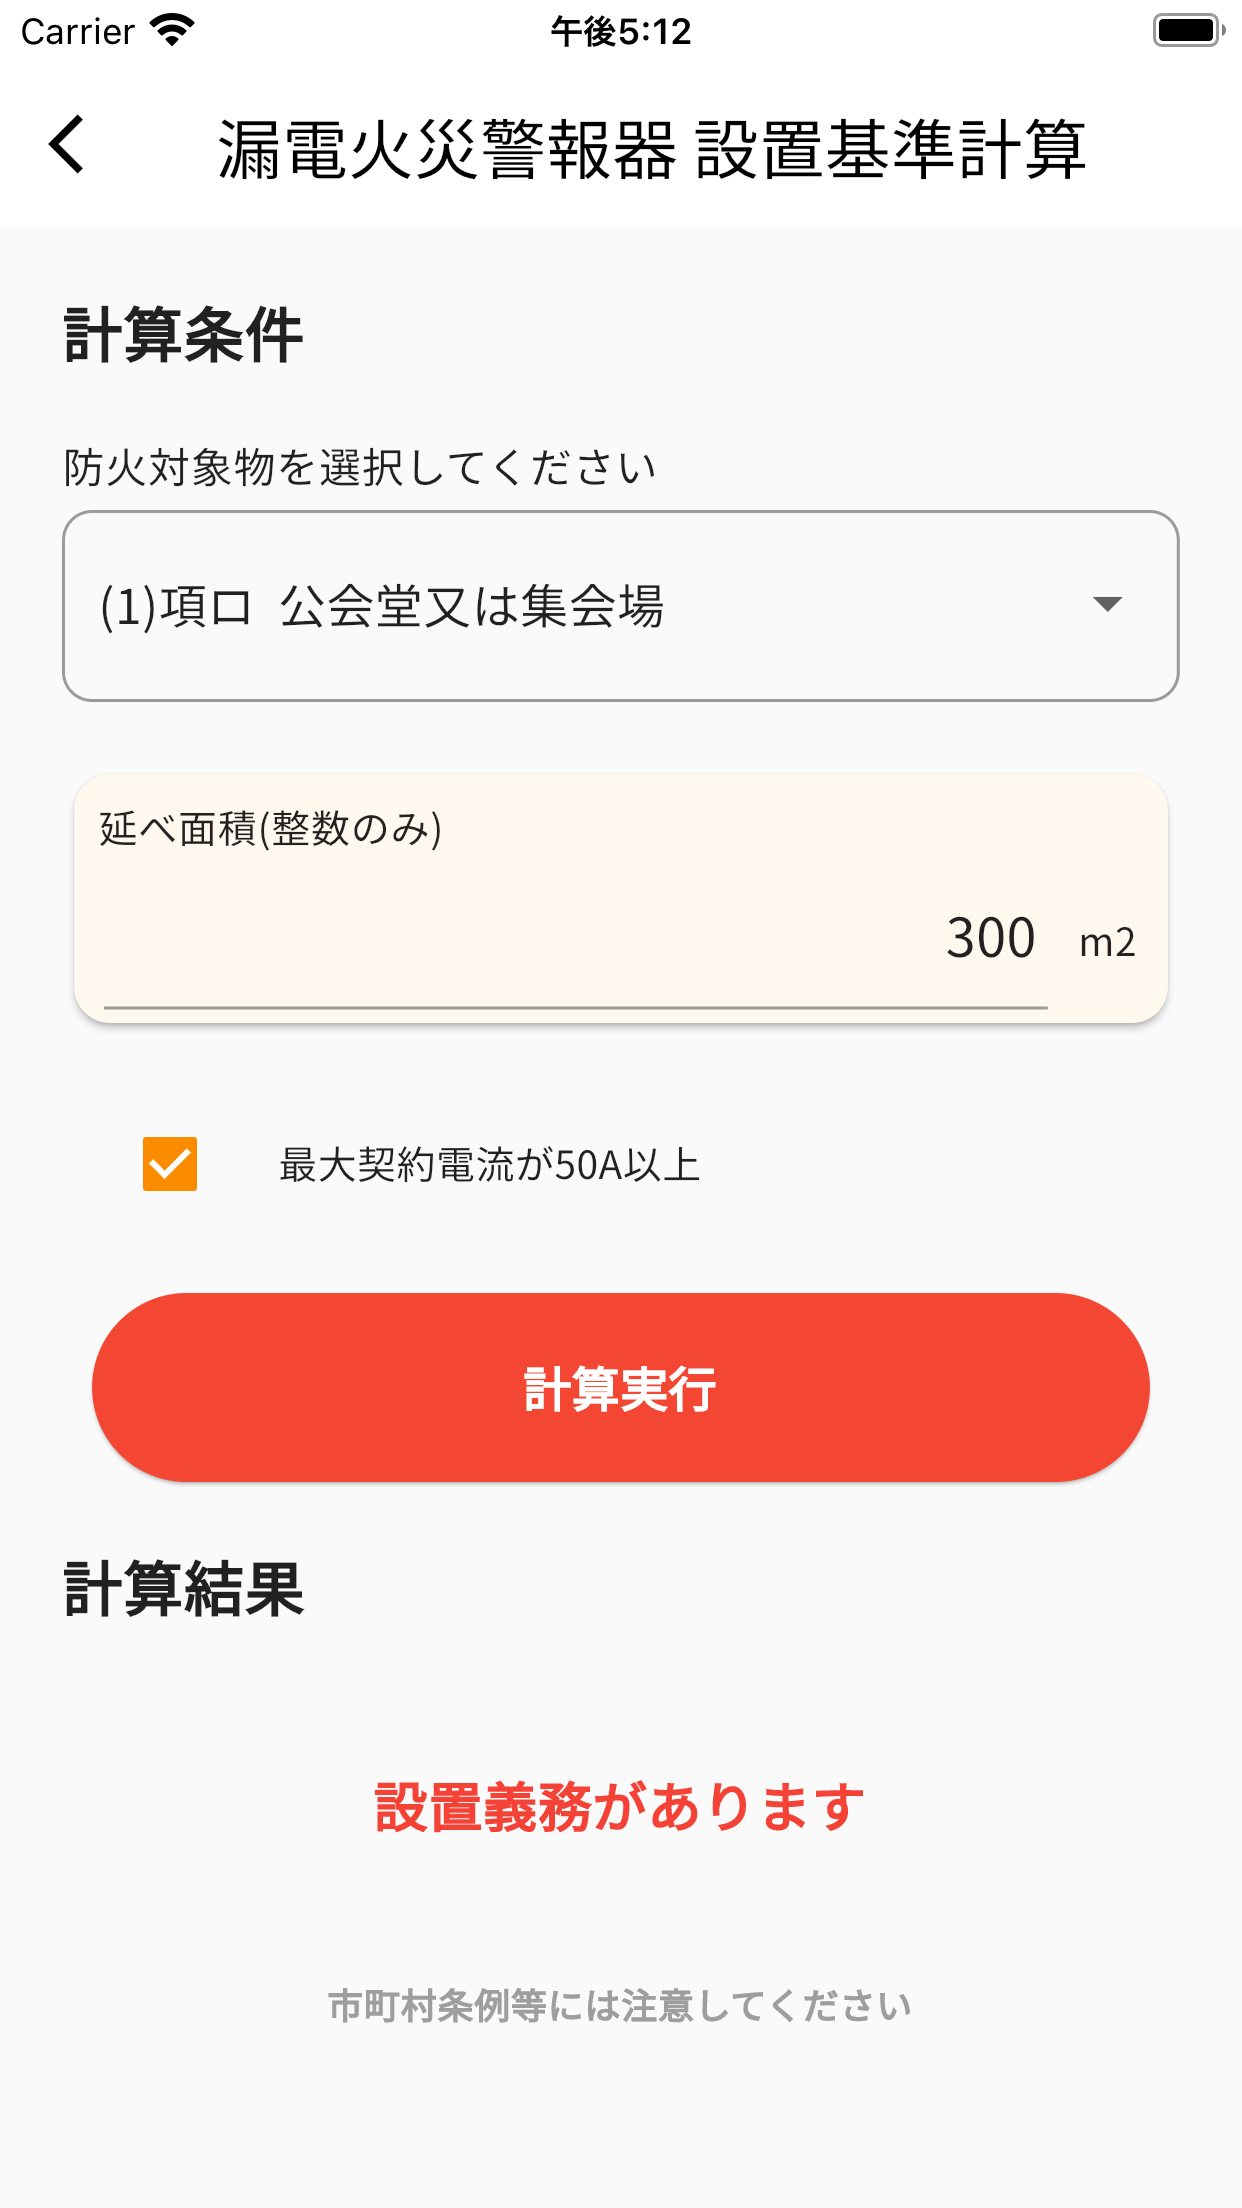 Carrier 午後5:12
漏電火災警報器 設置基準計算
計算条件
防火対象物を選択してください
(1)項ロ 公会堂又は集会場
延べ面積(整数のみ)
300 m2
最大契約電流が50A以上
計算実行
計算結果
設置義務があります
市町村条例等には注意してください